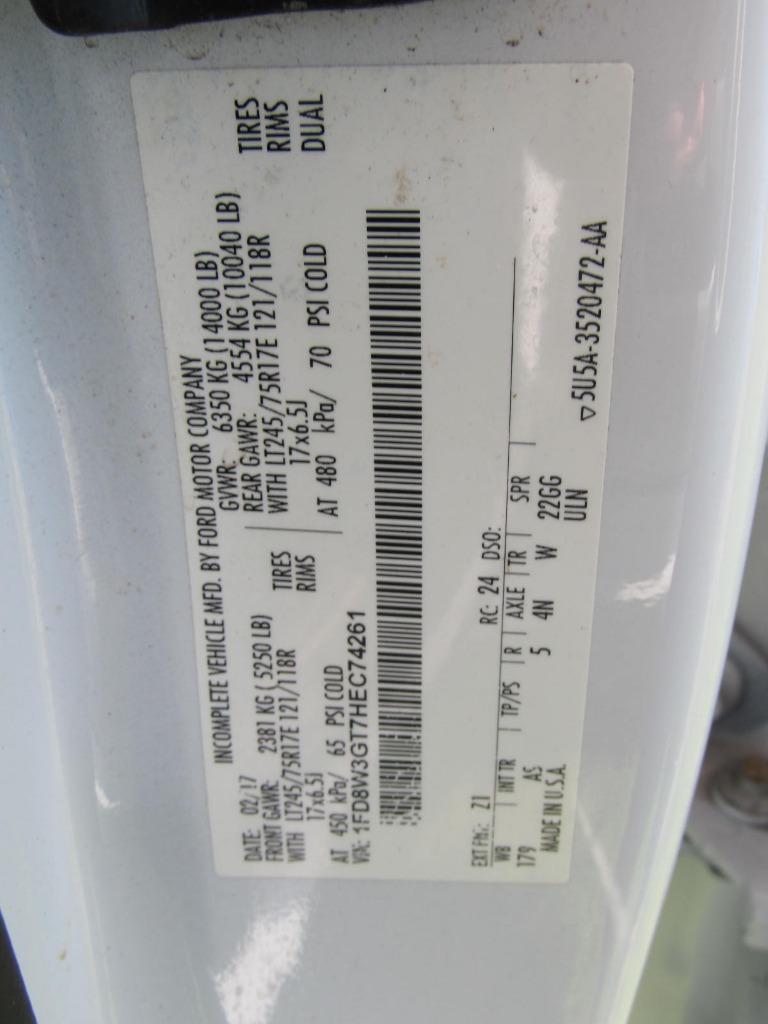 INCOMPLETE VEHICLE MFD. BY FORD MOTOR COMPANY
DATE: 02/17 GVWR: 6350 KG (14000 LB)
FRONT GAWR: 2381 KG (5250 LB) REAR GAWR: 4554 KG (10040 LB)
WITH LT245/75R17E 121/118R TIRES WITH LT245/75R17E 121/118R TIRES
17x6.5J RIMS 17x6.5J RIMS
AT 450 kPa/ 65 PSI COLD AT 480 kPa/ 70 PSI COLD DUAL
VIN: 1FD8W3GT7HEC74261
EXT PNT: Z1 RC: 24 DSO:
WB INT TR TP/PS R AXLE TR SPR
179 AS 5 4N W 22GG
MADE IN U.S.A. ULN
▽5U5A-3520472-AA